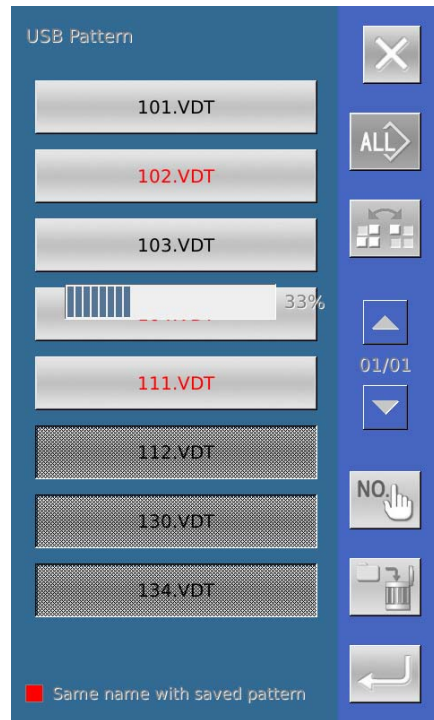 USB Pattern
101.VDT
ALL
102.VDT
103.VDT
33%
01/01
111.VDT
112.VDT
NO.
130.VDT
134.VDT
Same name with saved pattern